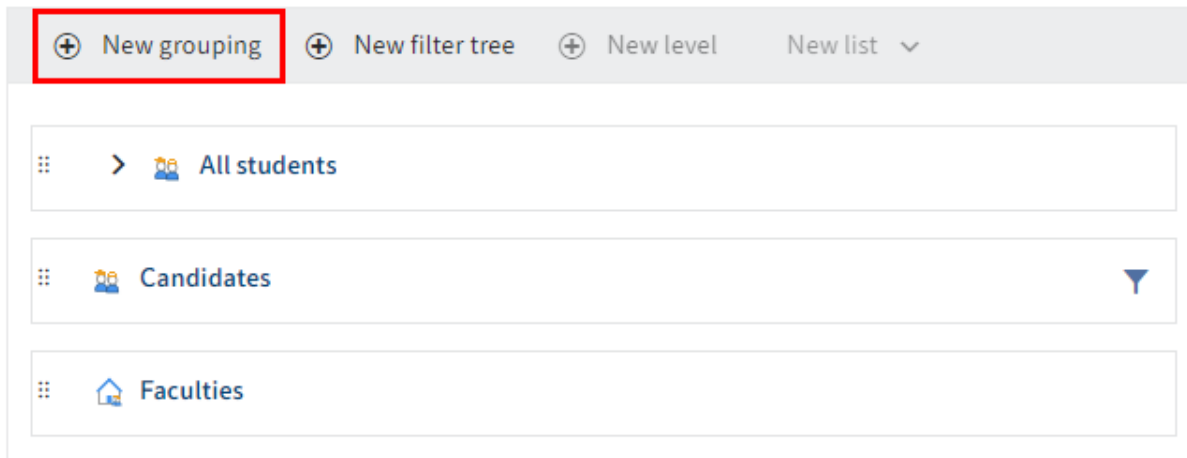 New grouping New filter tree New level New list
All students
Candidates
Faculties